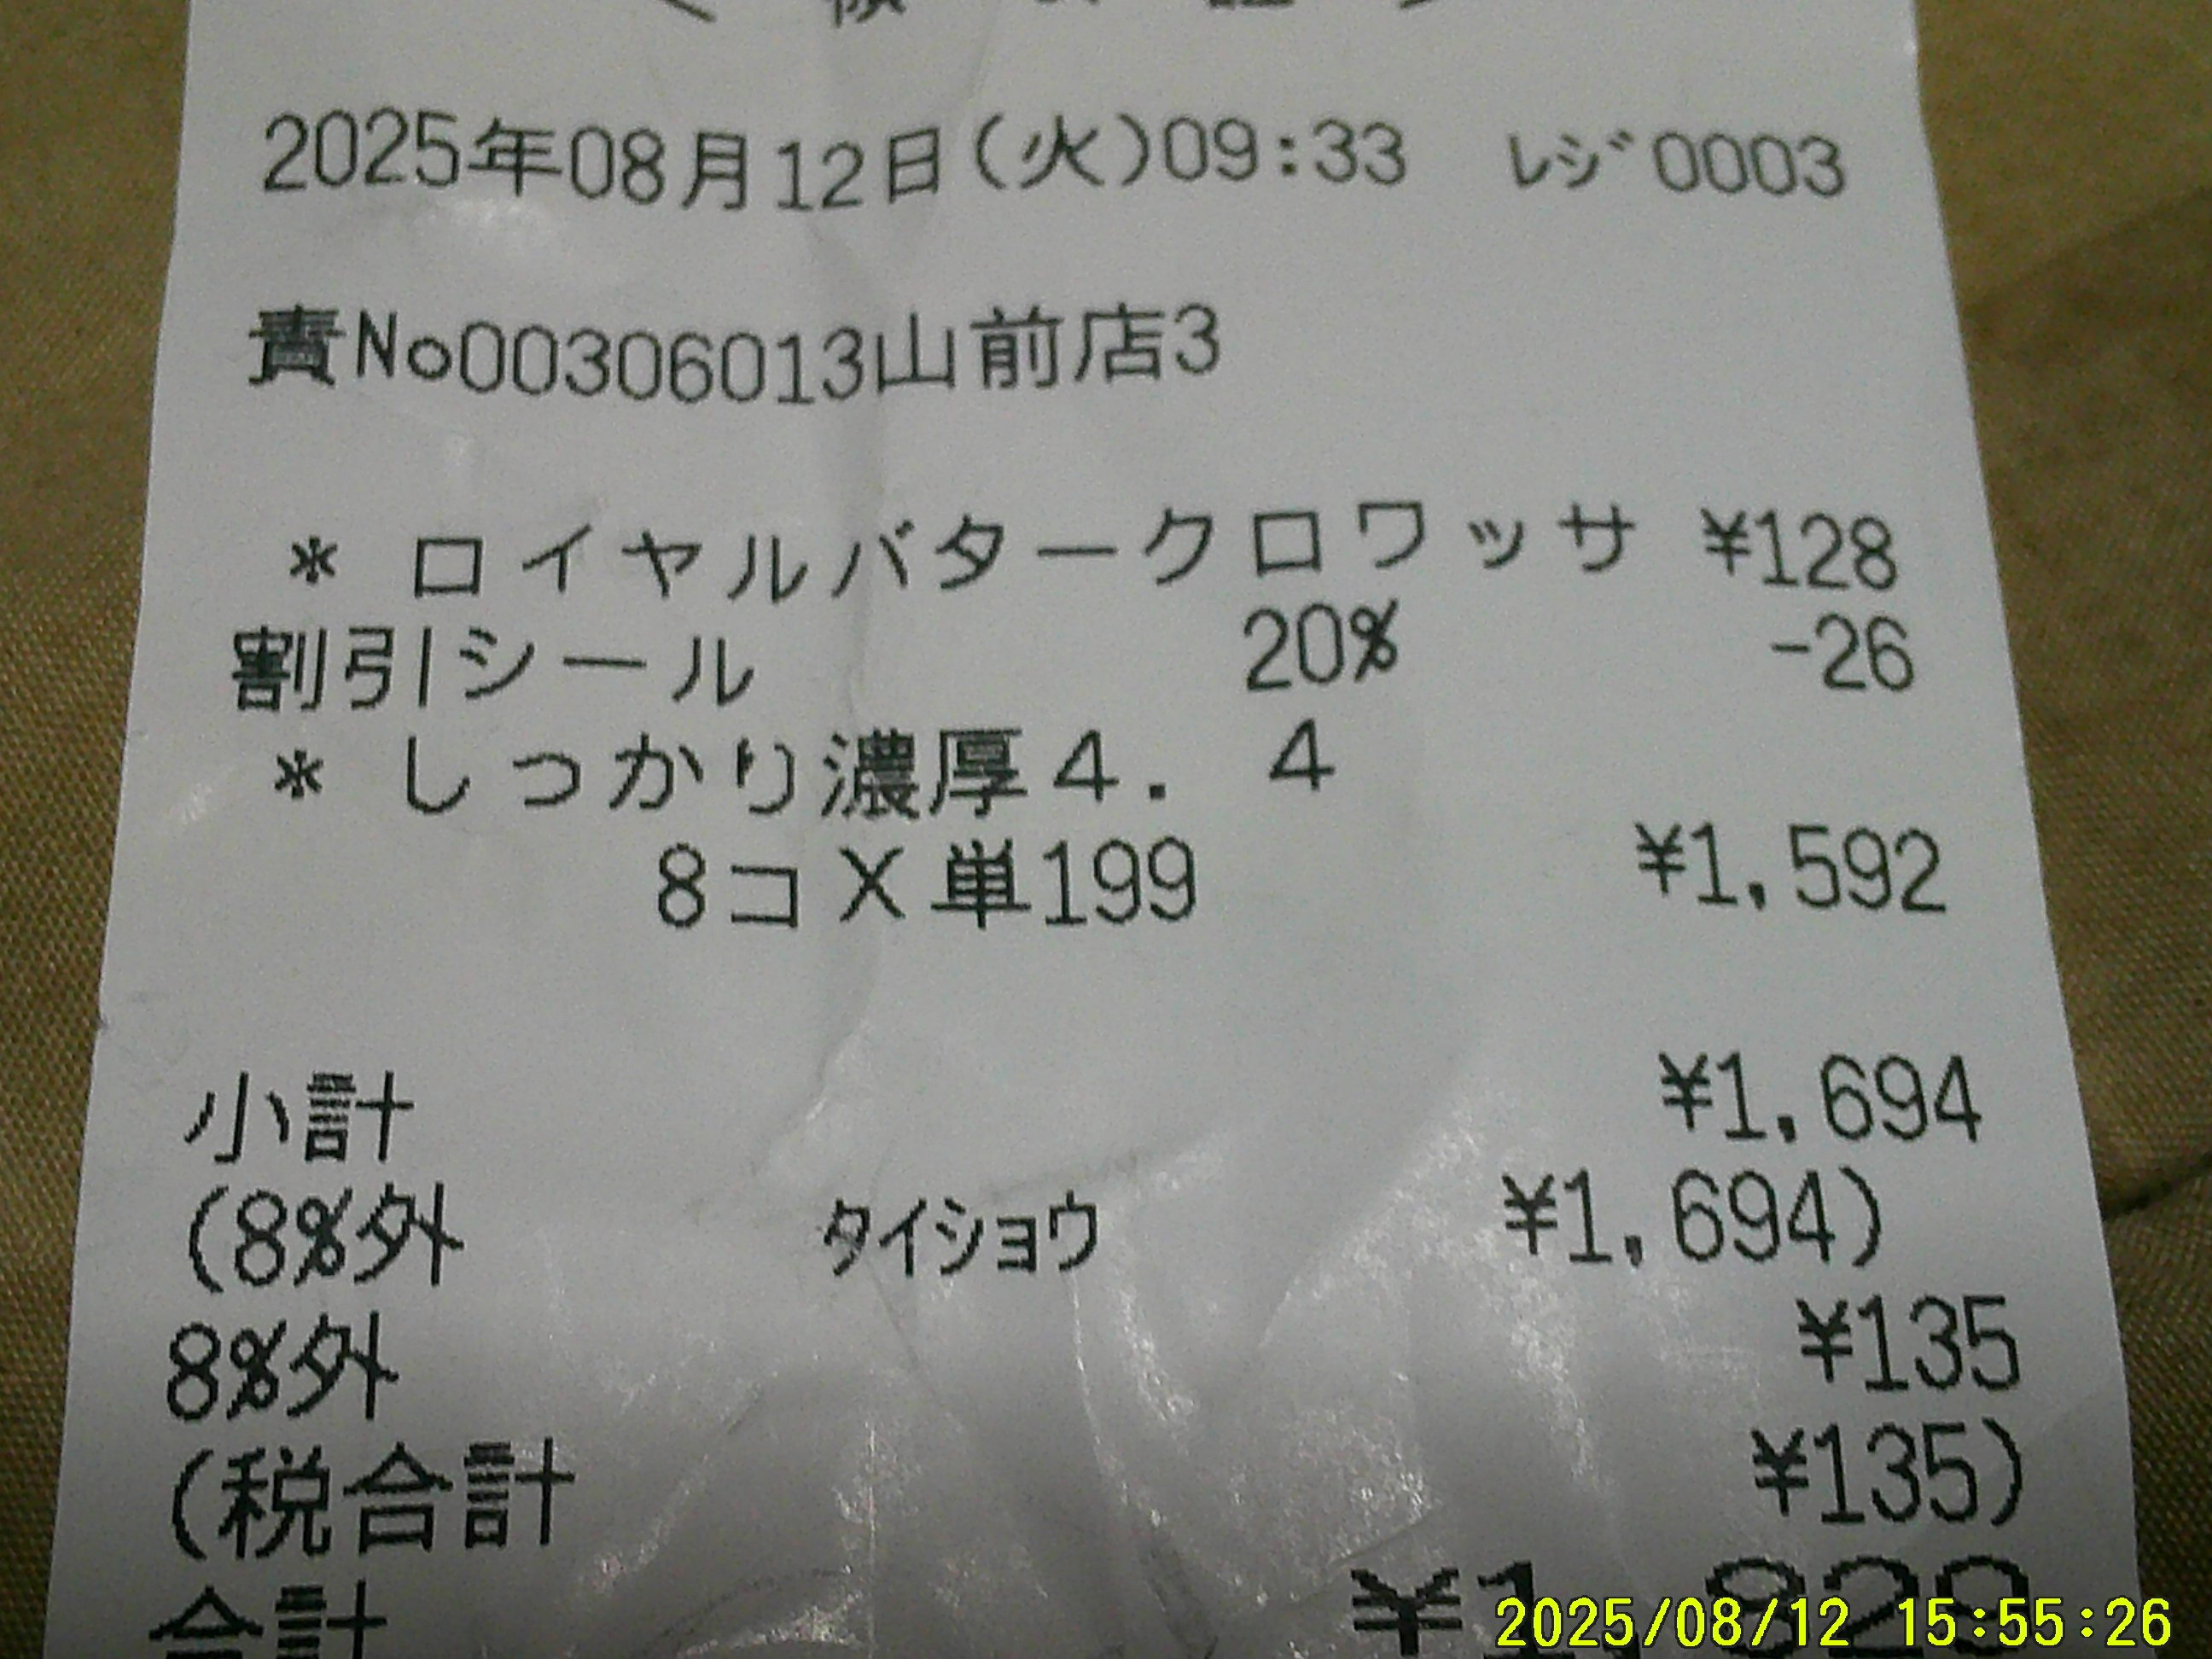 2025年08月12日(火)09:33 レジ0003
責No00306013山前店3
* ロイヤルバタークロワッサ ¥128
割引シール 20% -26
* しっかり濃厚4. 4
8コ X 単199 ¥1,592
小計 ¥1,694
(8%外 タイショウ ¥1,694)
8%外 ¥135
(税合計 ¥135)
合計
2025/08/12 15:55:26